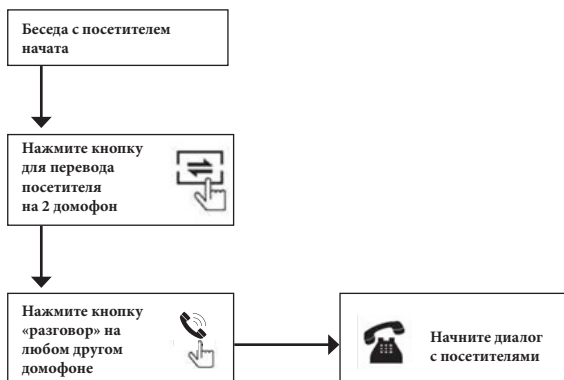 Беседа с посетителем
начата
Нажмите кнопку
для перевода
посетителя
на 2 домофон
Нажмите кнопку
«разговор» на
любом другом
домофоне
Начните диалог
с посетителями